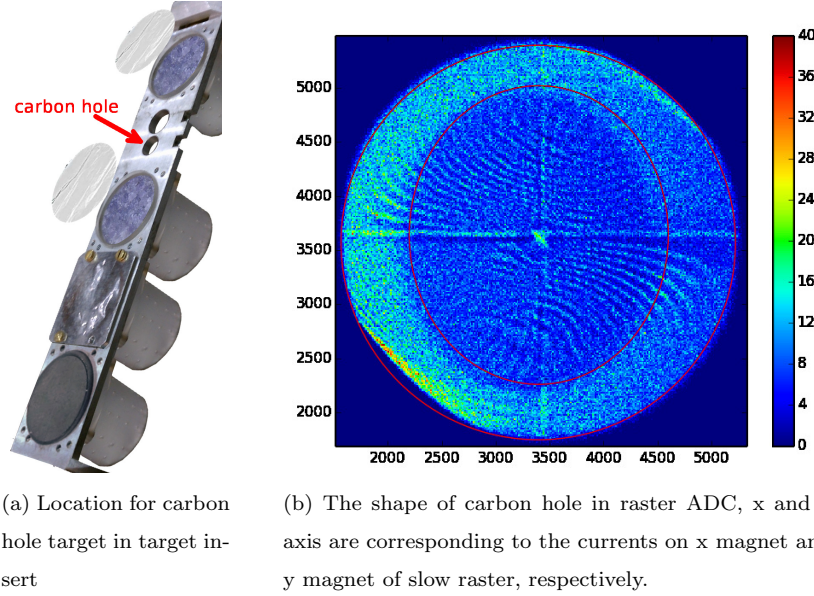 carbon hole
5000
4500
4000
3500
3000
2500
2000
2000 2500 3000 3500 4000 4500 5000
40
36
32
28
24
20
16
12
8
4
0
(a) Location for carbon
hole target in target in-
sert
(b) The shape of carbon hole in raster ADC, x and
axis are corresponding to the currents on x magnet
y magnet of slow raster, respectively.